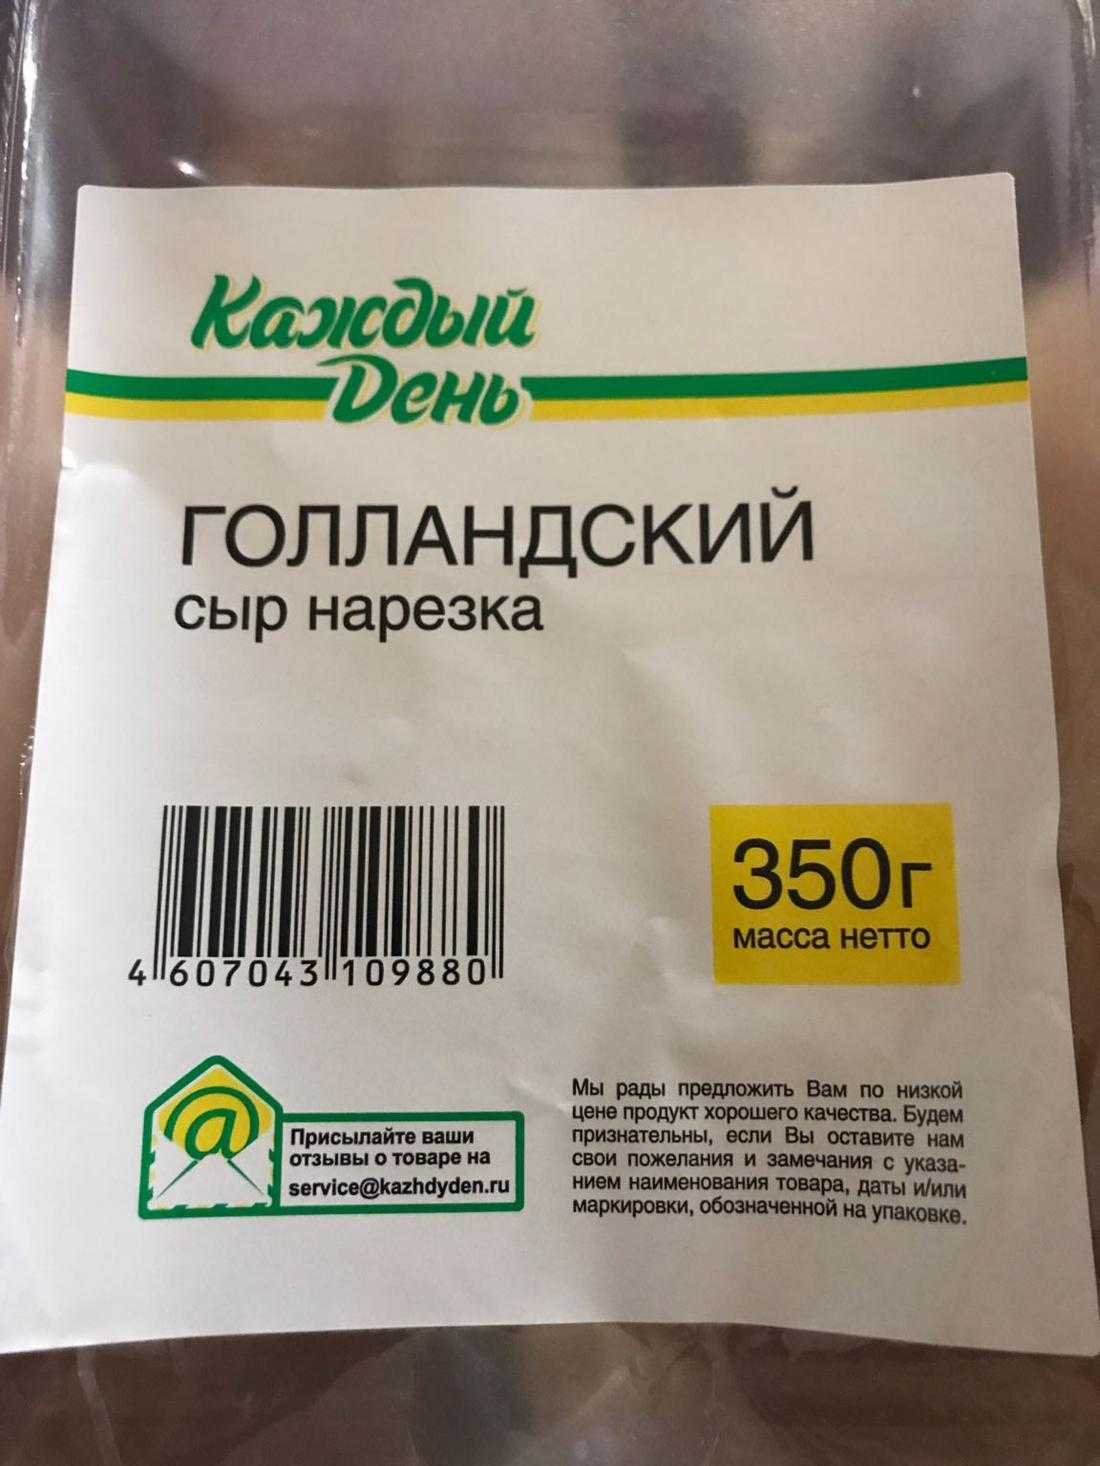 Каждый
День
ГОЛЛАНДСКИЙ
сыр нарезка
350г
масса нетто
4 607043 109880
@
Присылайте ваши
отзывы о товаре на
service@kazhdyden.ru
Мы рады предложить Вам по низкой
цене продукт хорошего качества. Будем
признательны, если Вы оставите нам
свои пожелания и замечания с указа-
нием наименования товара, даты и/или
маркировки, обозначенной на упаковке.